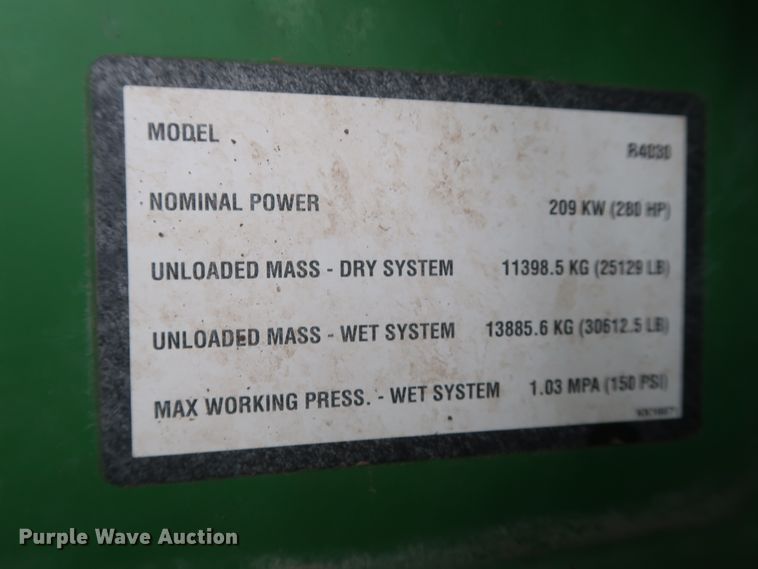 MODEL R4030
NOMINAL POWER 209 KW (280 HP)
UNLOADED MASS - DRY SYSTEM 11398.5 KG (25129 LB)
UNLOADED MASS - WET SYSTEM 13885.6 KG (30612.5 LB)
MAX WORKING PRESS. - WET SYSTEM 1.03 MPA (150 PSI)
Purple Wave Auction